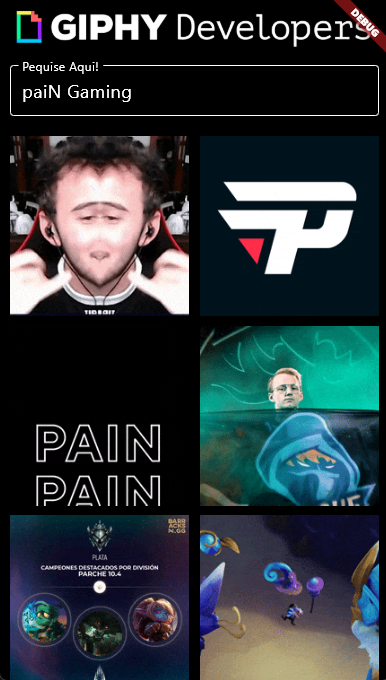 GIPHY Developers
DEBUG
Pequise Aqui!
paiN Gaming
PAIN
PAIN
BARRACKS.GG
PLATA
CAMPEONES DESTACADOS POR DIVISIÓN
PARCHE 10.4